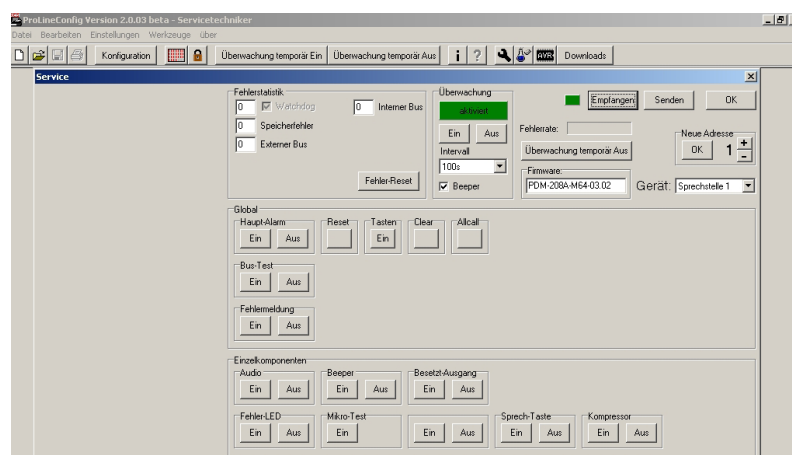 ProLineConfig Version 2.0.03 beta - Servicetechniker
Datei Bearbeiten Einstellungen Werkzeuge über
Konfiguration Überwachung temporär Ein Überwachung temporär Aus i ? AVR Downloads
Service
Fehlerstatistik
0 Watchdog 0 Interner Bus
0 Speicherfehler
0 Externer Bus
Fehler-Reset
Überwachung
aktiviert
Ein Aus
Intervall
100s
Beeper
Empfangen Senden OK
Fehlerrate:
Überwachung temporär Aus
Neue Adresse
OK 1 + -
Firmware:
PDM-208A-M64-03.02
Gerät: Sprechstelle 1
Global
Haupt-Alarm Reset Tasten Clear Allcall
Ein Aus Ein
Bus-Test
Ein Aus
Fehlermeldung
Ein Aus
Einzelkomponenten
Audio Beeper Besetzt-Ausgang
Ein Aus Ein Aus Ein Aus
Fehler-LED Mikro-Test Sprech-Taste Kompressor
Ein Aus Ein Ein Aus Ein Aus Ein Aus